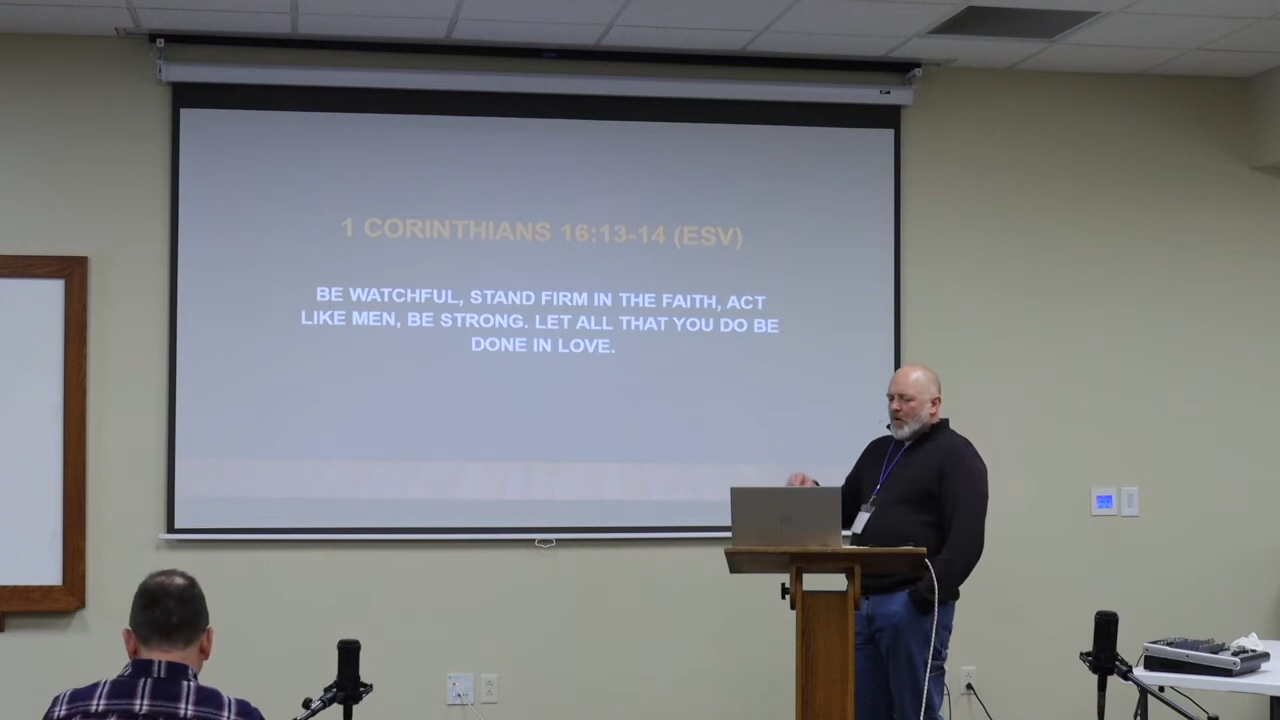 1 CORINTHIANS 16:13-14 (ESV)
BE WATCHFUL, STAND FIRM IN THE FAITH, ACT
LIKE MEN, BE STRONG. LET ALL THAT YOU DO BE
DONE IN LOVE.